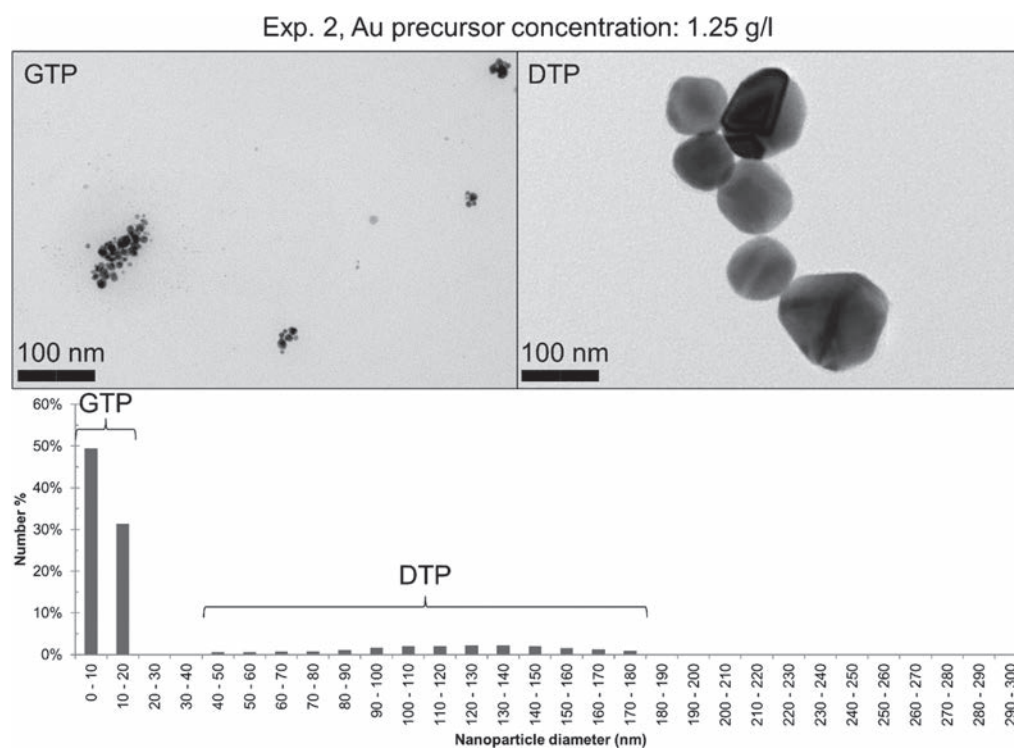 Exp. 2, Au precursor concentration: 1.25 g/l
GTP
DTP
100 nm
100 nm
60%
50%
40%
30%
20%
10%
0%
Number %
GTP
DTP
0 - 10
10 - 20
20 - 30
30 - 40
40 - 50
50 - 60
60 - 70
70 - 80
80 - 90
90 - 100
100 - 110
110 - 120
120 - 130
130 - 140
140 - 150
150 - 160
160 - 170
170 - 180
180 - 190
190 - 200
200 - 210
210 - 220
220 - 230
230 - 240
240 - 250
250 - 260
260 - 270
270 - 280
280 - 290
290 - 300
Nanoparticle diameter (nm)